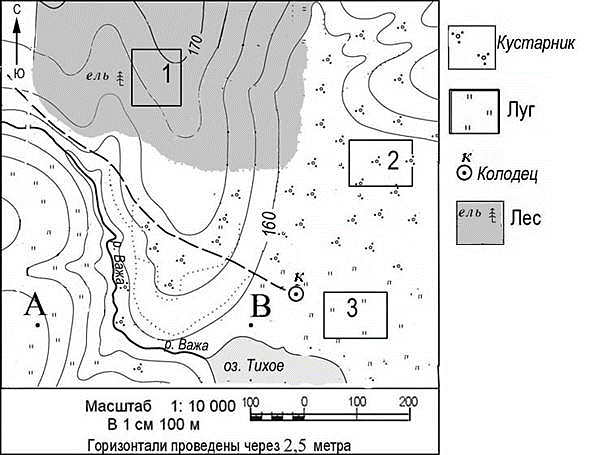 С
Ю
ель
1
170
2
160
К
3
А
В
р. Важа
р. Важа
оз. Тихое
Масштаб 1: 10 000
В 1 см 100 м
100 0 100 200
Горизонтали проведены через 2,5 метра
Кустарник
Луг
К
Колодец
ель
Лес